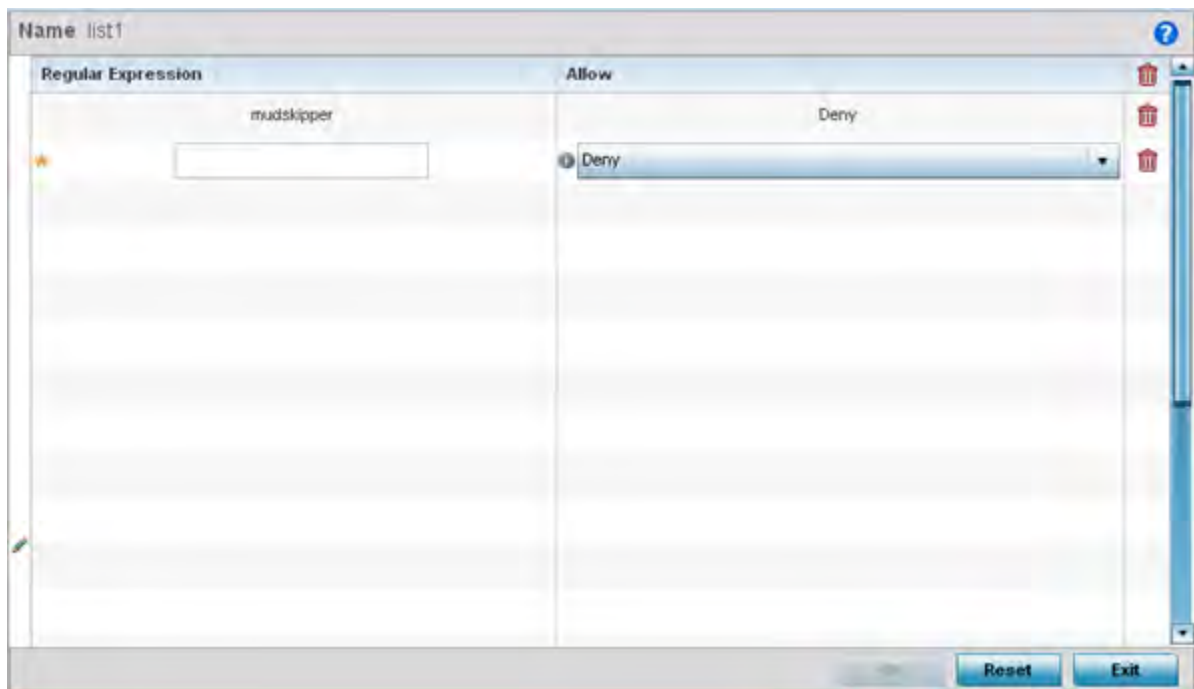 Name list1
?
Regular Expression Allow
mudskipper Deny
Deny
Reset Exit